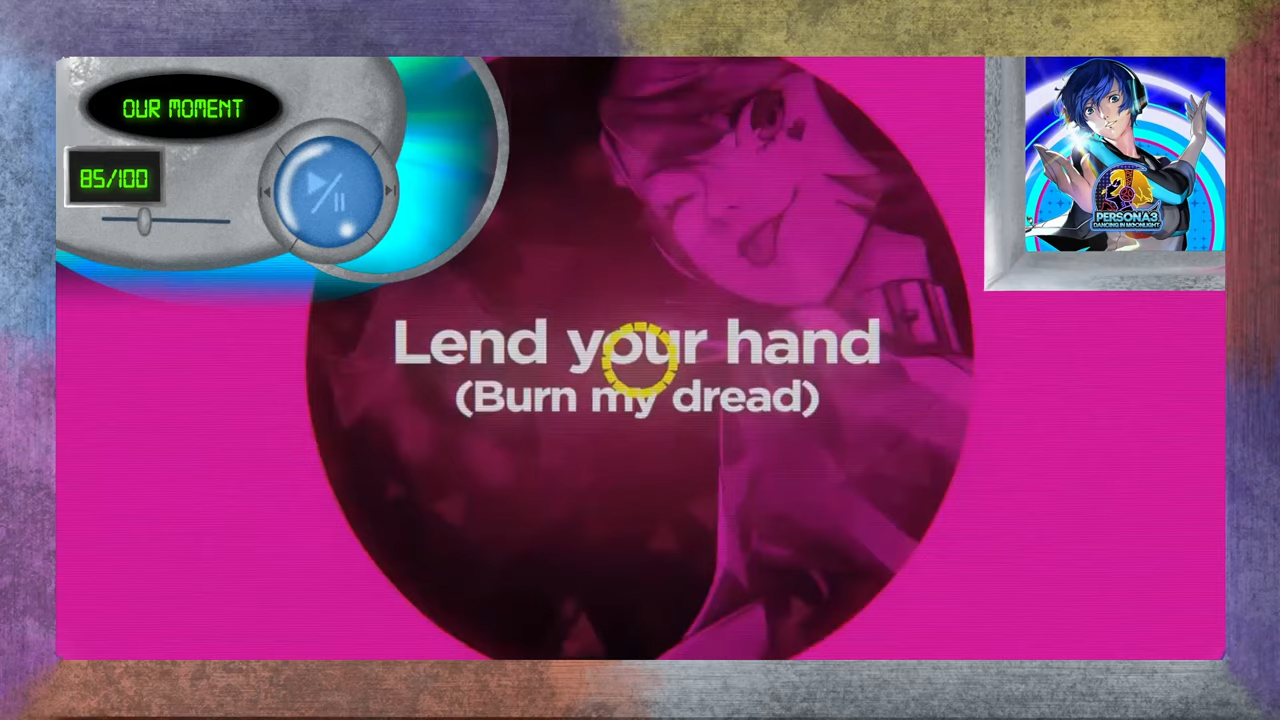 OUR MOMENT
85/100
PERSONA3
DANCING IN MOONLIGHT
Lend your hand
(Burn my dread)